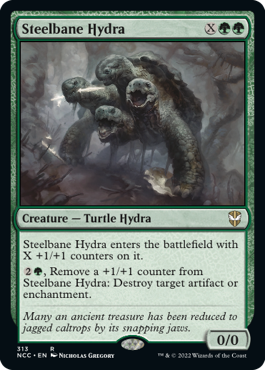 Steelbane Hydra XGG
Creature — Turtle Hydra
Steelbane Hydra enters the battlefield with
X +1/+1 counters on it.
2G, Remove a +1/+1 counter from
Steelbane Hydra: Destroy target artifact or
enchantment.
Many an ancient treasure has been reduced to
jagged caltrops by its snapping jaws.
0/0
313 R
NCC • EN Nicholas Gregory ™ & © 2022 Wizards of the Coast